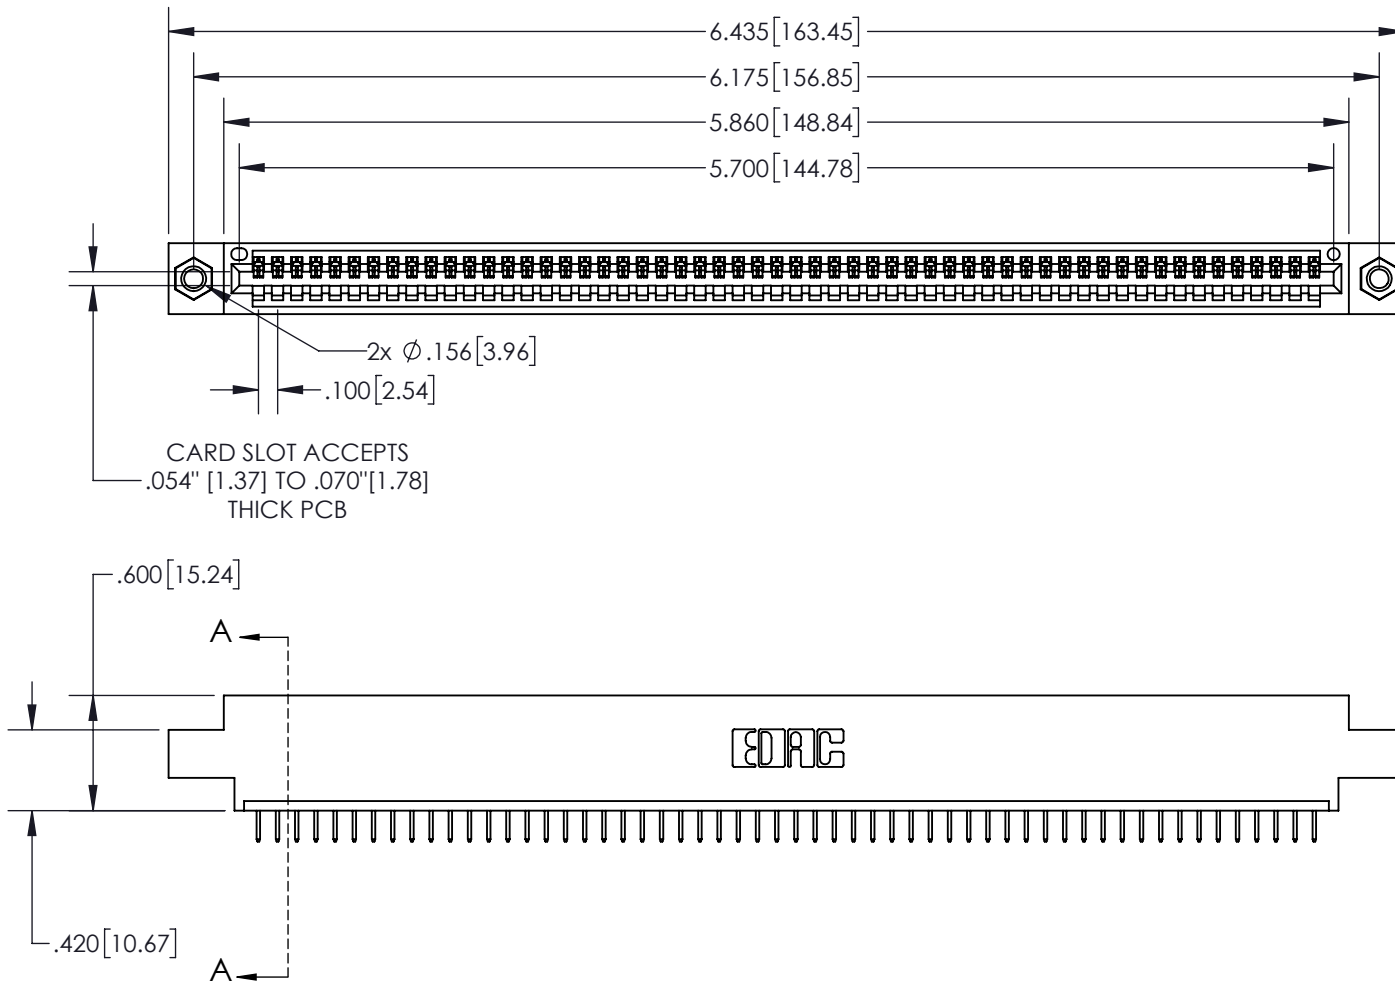 6.435[163.45]
6.175[156.85]
5.860[148.84]
5.700[144.78]
2x Ø.156[3.96]
.100[2.54]
CARD SLOT ACCEPTS
.054" [1.37] TO .070"[1.78]
THICK PCB
.600[15.24]
A
EDAC
.420[10.67]
A